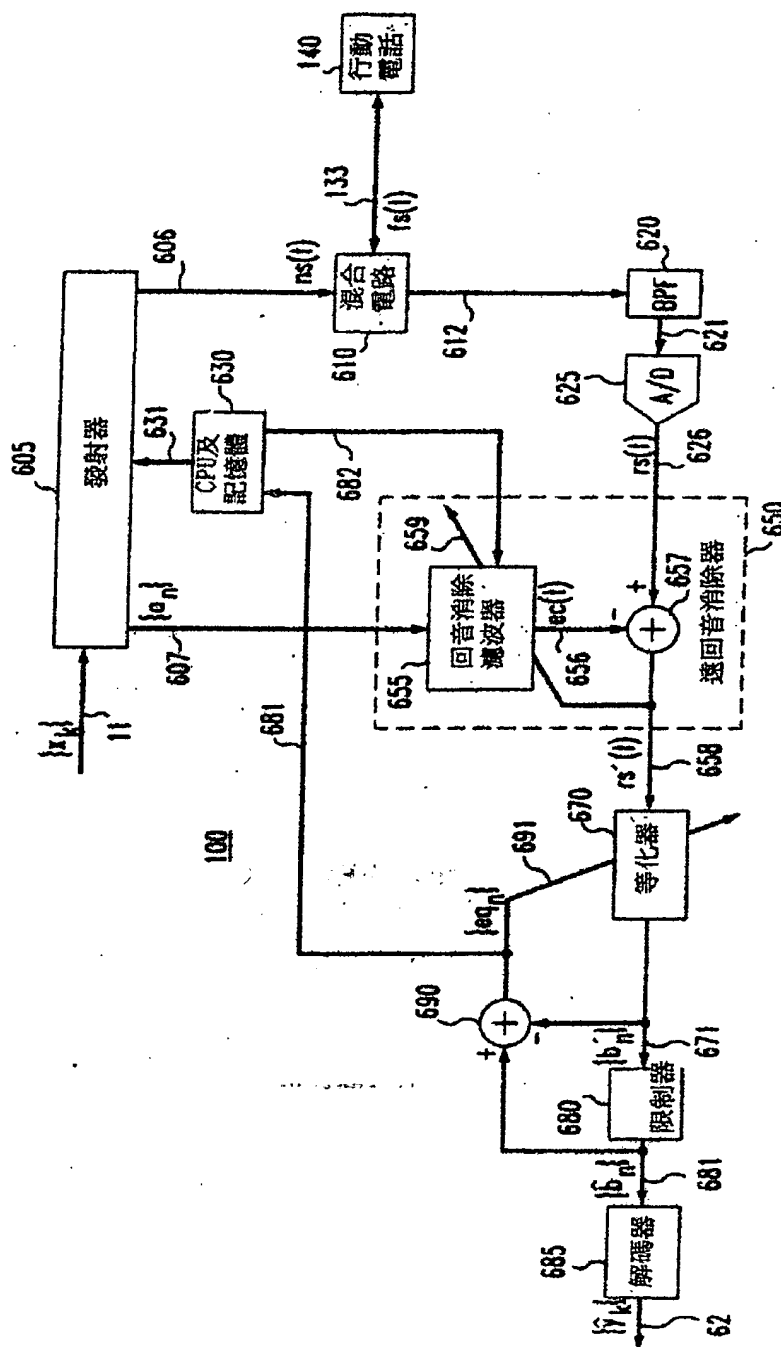 140
行動
電話
133
fs(t)
606
ns(t)
混合
電路
610
612
620
BPF
621
625
A/D
605
發射器
630
631
CPU及
記憶體
682
rs(t)
626
650
659
{a_n}
607
回音消除
濾波器
655
ec(t)
656
+
-
+
657
遠回音消除器
{x_k}
11
681
rs´(t)
658
100
670
691
等化器
{eq_n}
690
+
+
-
{b´_n}
671
680
限制器
{b̂_n}
681
685
解碼器
{ŷ_k}
62